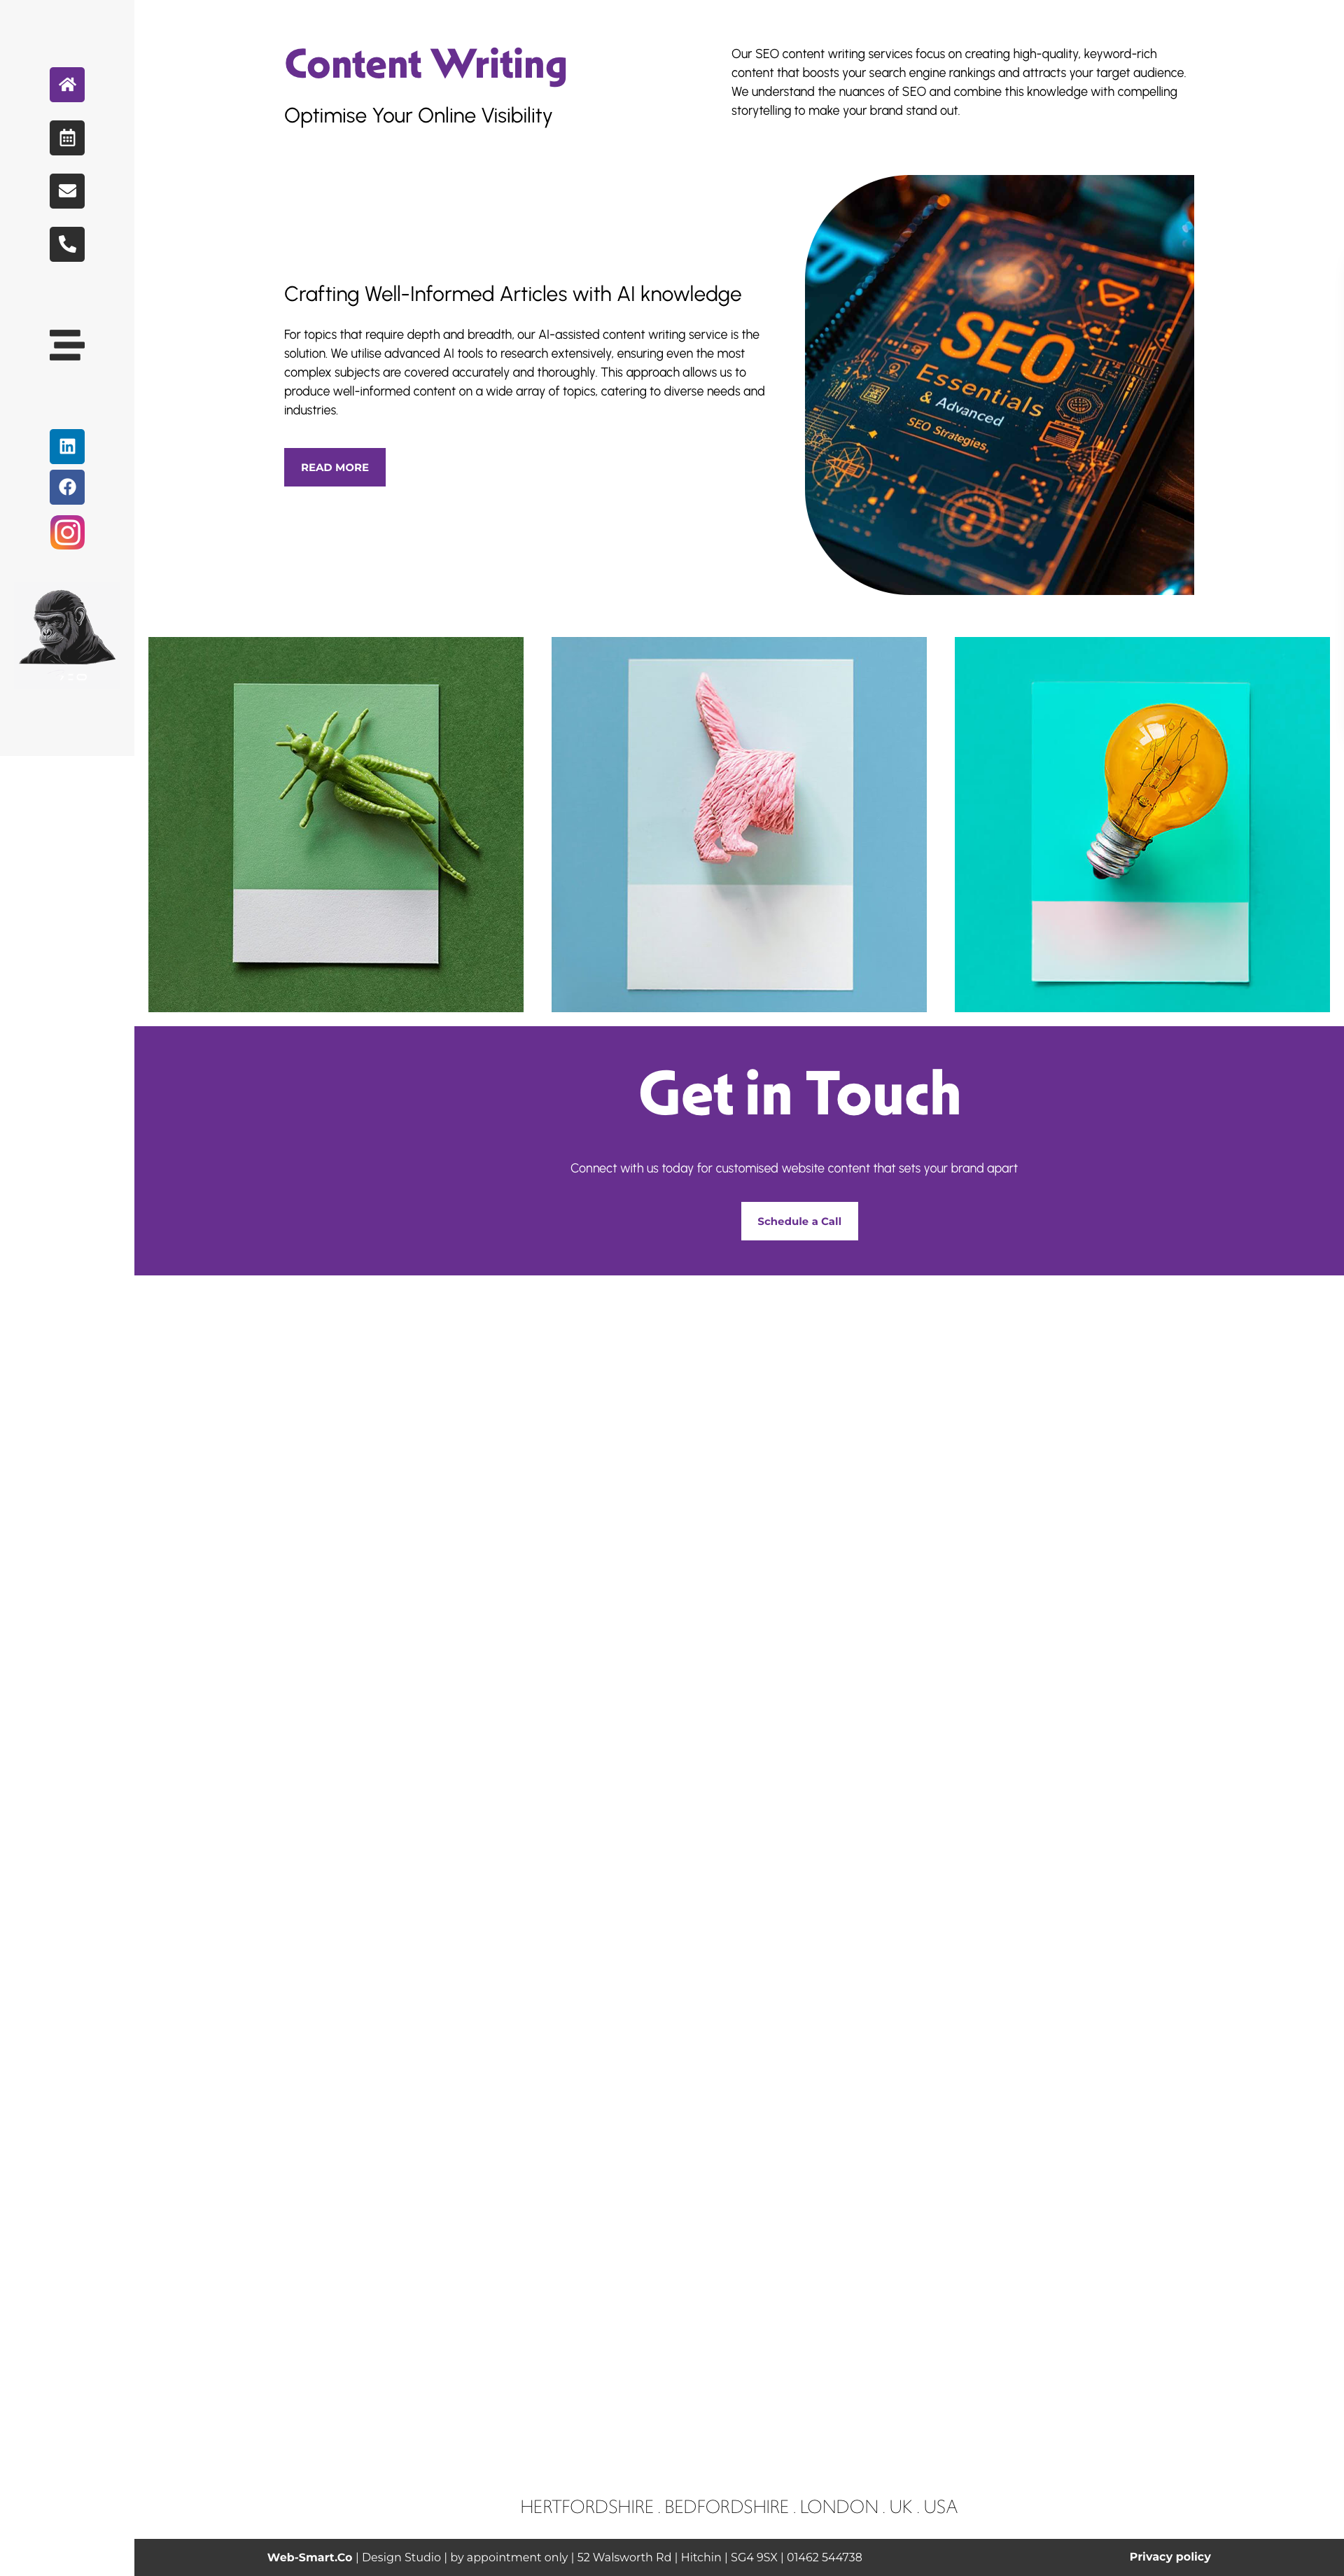 Content Writing
Optimise Your Online Visibility
Our SEO content writing services focus on creating high-quality, keyword-rich
content that boosts your search engine rankings and attracts your target audience.
We understand the nuances of SEO and combine this knowledge with compelling
storytelling to make your brand stand out.
Crafting Well-Informed Articles with AI knowledge
For topics that require depth and breadth, our AI-assisted content writing service is the
solution. We utilise advanced AI tools to research extensively, ensuring even the most
complex subjects are covered accurately and thoroughly. This approach allows us to
produce well-informed content on a wide array of topics, catering to diverse needs and
industries.
READ MORE
SEO
Essentials
& Advanced
SEO Strategies,
Get in Touch
Connect with us today for customised website content that sets your brand apart
Schedule a Call
HERTFORDSHIRE . BEDFORDSHIRE . LONDON . UK . USA
Web-Smart.Co | Design Studio | by appointment only | 52 Walsworth Rd | Hitchin | SG4 9SX | 01462 544738
Privacy policy